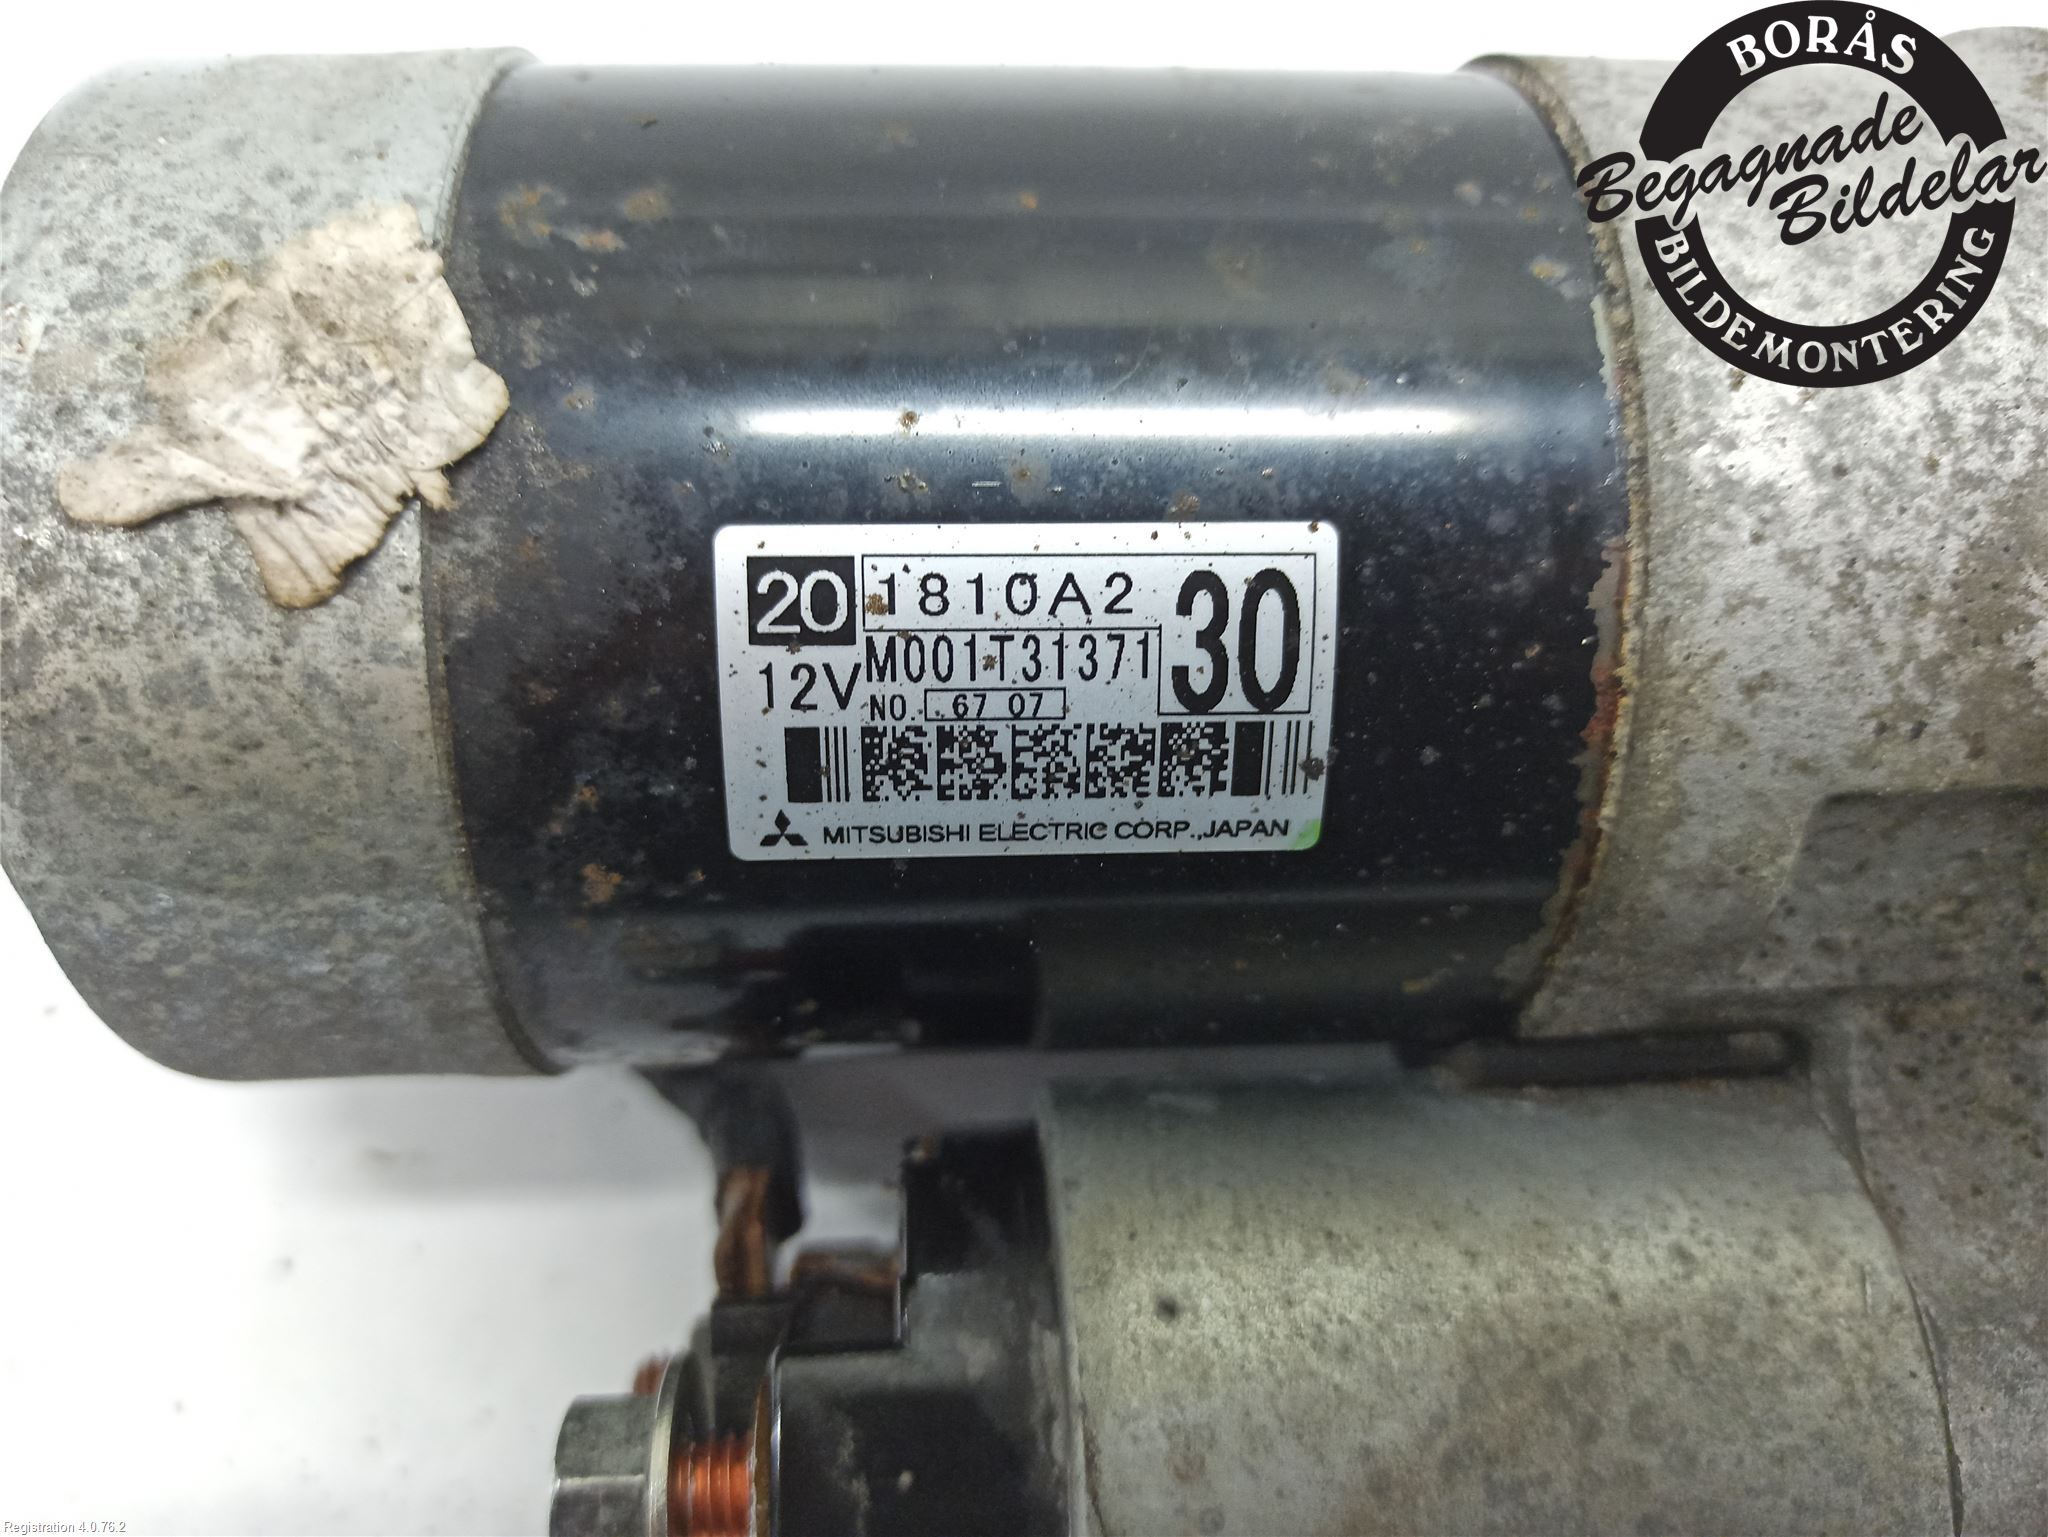 BORÅS
Begagnade
Bildelar
BILDEMONTERING
20 1810A2 30
12V M001T31371
NO. 67 07
MITSUBISHI ELECTRIC CORP.,JAPAN
Registration 4.0.76.2